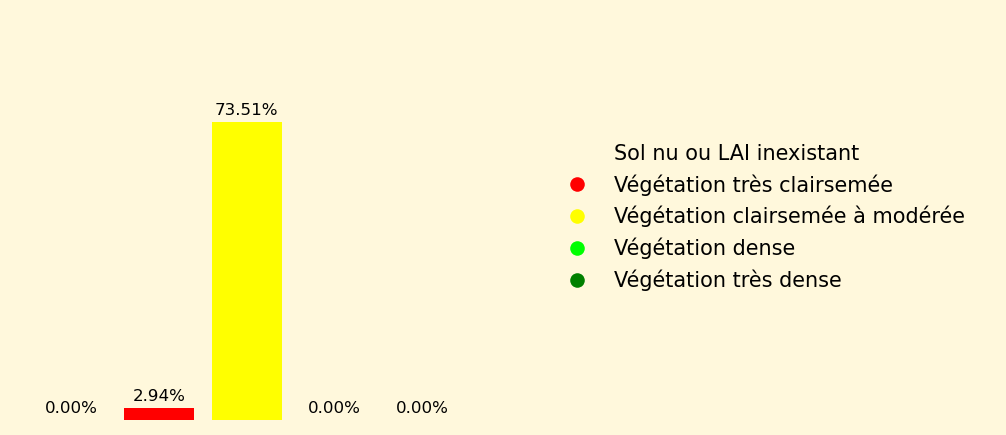 73.51%
2.94%
0.00%
0.00%
0.00%
Sol nu ou LAI inexistant
Végétation très clairsemée
Végétation clairsemée à modérée
Végétation dense
Végétation très dense